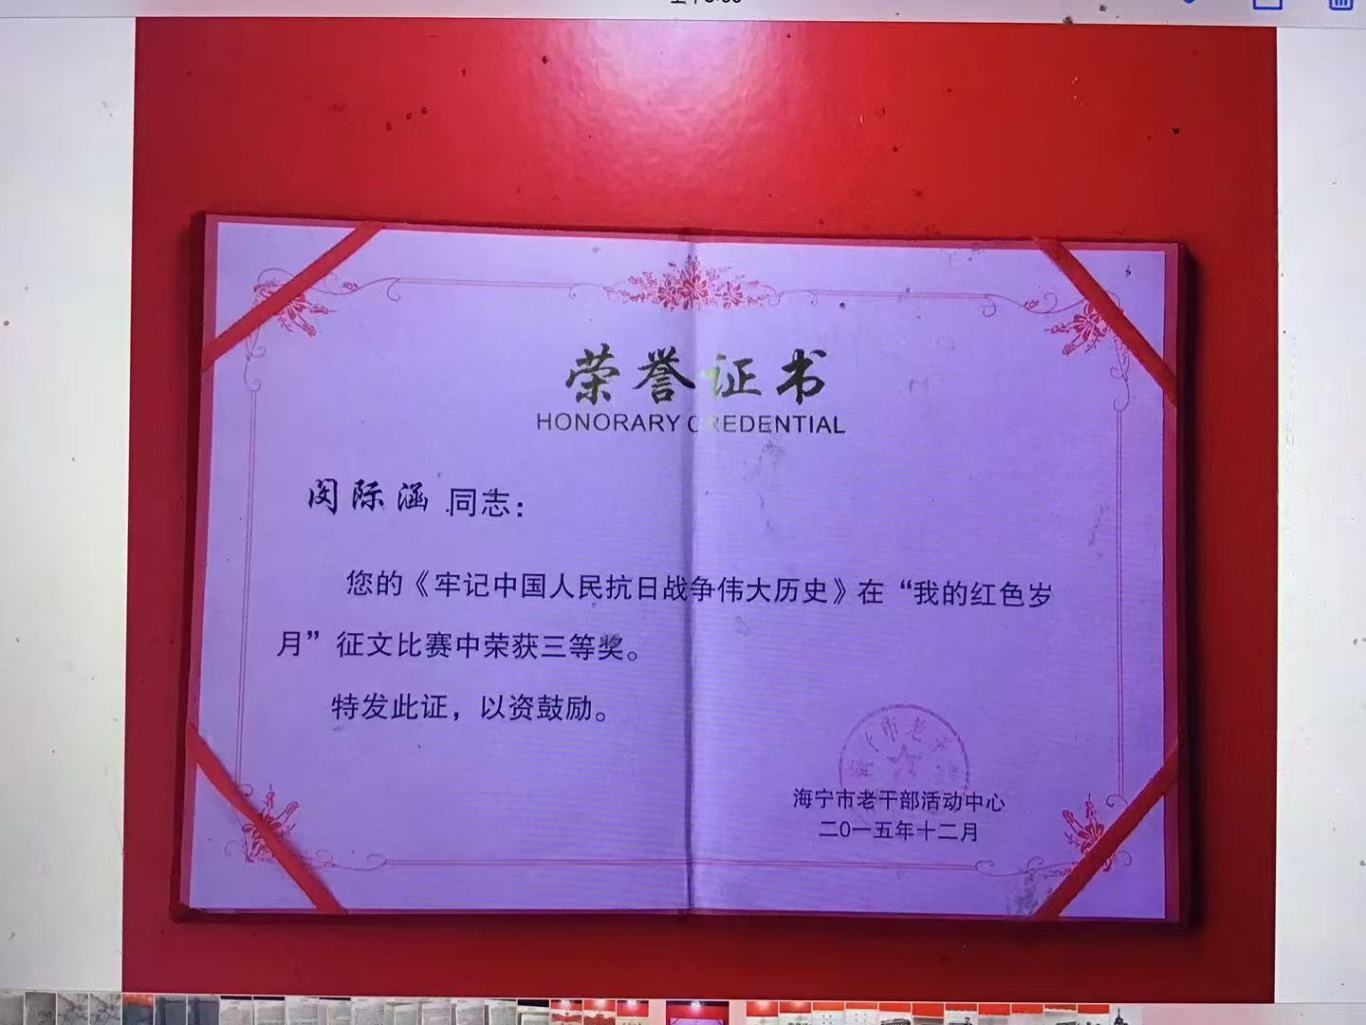 荣誉证书
HONORARY CREDENTIAL
闵际涵 同志：
您的《牢记中国人民抗日战争伟大历史》在“我的红色岁
月”征文比赛中荣获三等奖。
特发此证，以资鼓励。
市老干
海宁市老干部活动中心
二0一五年十二月